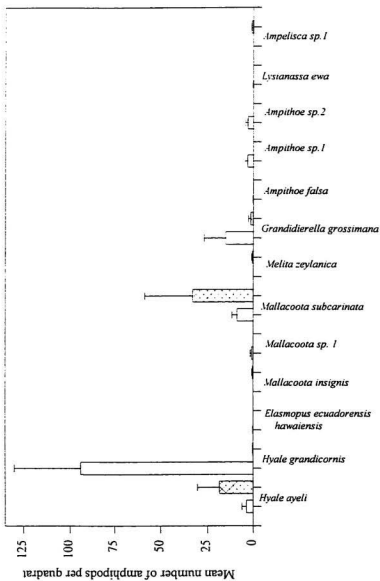 Mean number of amphipods per quadrat
125
100
75
50
25
0
Hyale ayeli
Hyale grandicornis
Elasmopus ecuadorensis
hawaiensis
Mallacoota insignis
Mallacoota sp. 1
Mallacoota subcarinata
Melita zeylanica
Grandidierella grossimana
Ampithoe falsa
Ampithoe sp.1
Ampithoe sp.2
Lysianassa ewa
Ampelisca sp.1